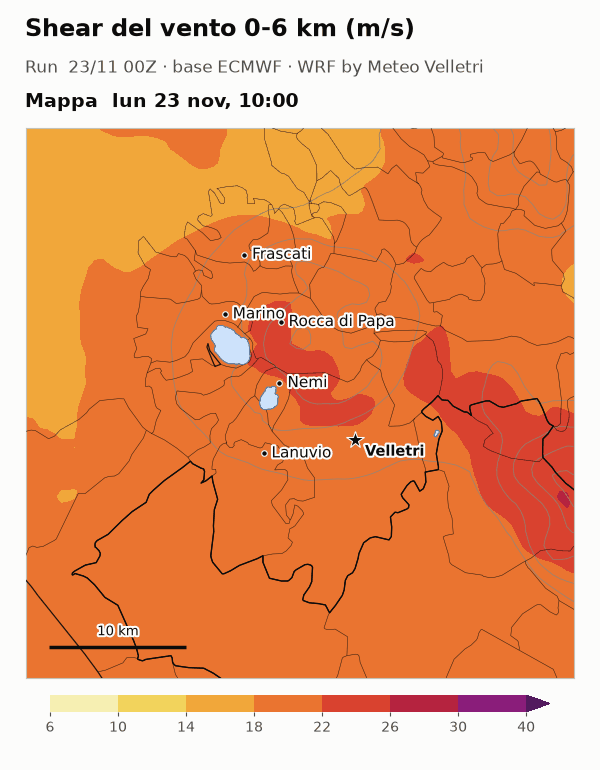 Shear del vento 0-6 km (m/s)
Run  23/11 00Z · base ECMWF · WRF by Meteo Velletri
Mappa  lun 23 nov, 10:00
Frascati
Marino
Rocca di Papa
Nemi
Velletri
Lanuvio
10 km
6 10 14 18 22 26 30 40